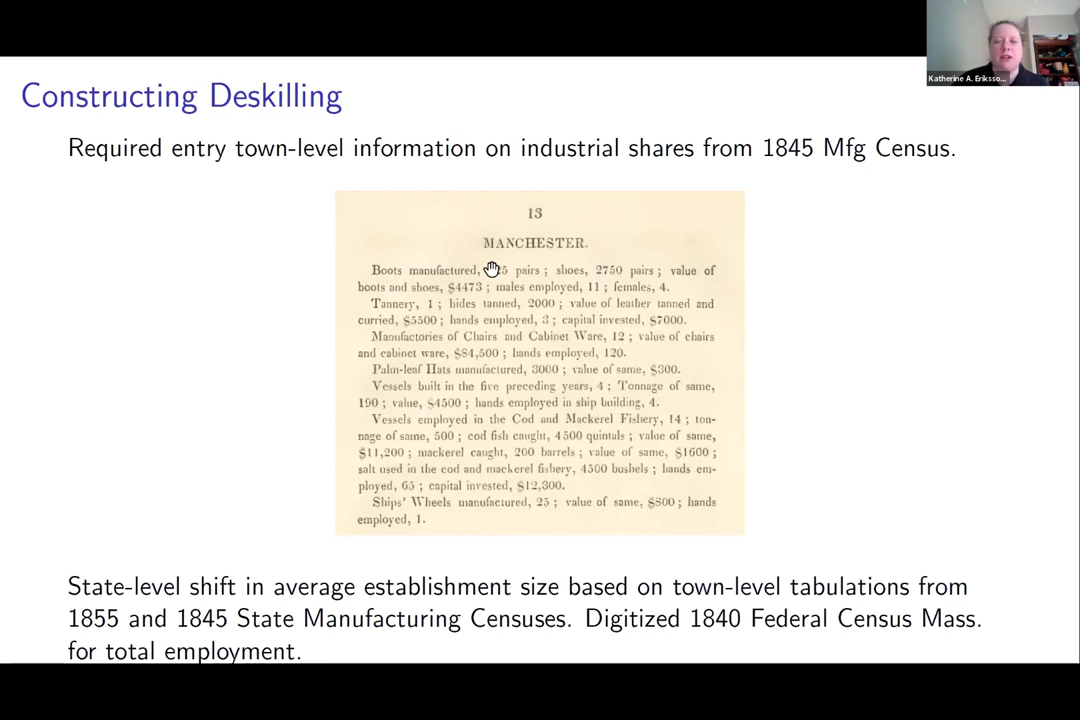 Katherine A. Eriksso...
Constructing Deskilling
Required entry town-level information on industrial shares from 1845 Mfg Census.
13
MANCHESTER.
Boots manufactured, pairs ; shoes, 2750 pairs ; value of
boots and shoes, $4473 ; males employed, 11 ; females, 4.
Tannery, 1 ; hides tanned, 2000 ; value of leather tanned and
curried, $5500 ; hands employed, 3 ; capital invested, $7000.
Manufactories of Chairs and Cabinet Ware, 12 ; value of chairs
and cabinet ware, $84,500 ; hands employed, 120.
Palm-leaf Hats manufactured, 3000 ; value of same, $300.
Vessels built in the five preceding years, 4 ; Tonnage of same,
190 ; value, $4500 ; hands employed in ship building, 4.
Vessels employed in the Cod and Mackerel Fishery, 14 ; ton-
nage of same, 500 ; cod fish caught, 4500 quintals ; value of same,
$11,200 ; mackerel caught, 200 barrels ; value of same, $1600 ;
salt used in the cod and mackerel fishery, 4500 bushels ; hands em-
ployed, 65 ; capital invested, $12,300.
Ships' Wheels manufactured, 25 ; value of same, $800 ; hands
employed, 1.
State-level shift in average establishment size based on town-level tabulations from
1855 and 1845 State Manufacturing Censuses. Digitized 1840 Federal Census Mass.
for total employment.